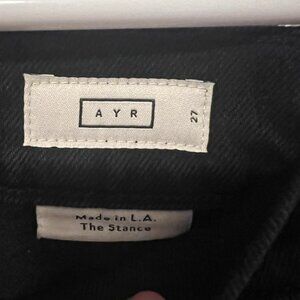 AYR
27
Made in L.A.
The Stance